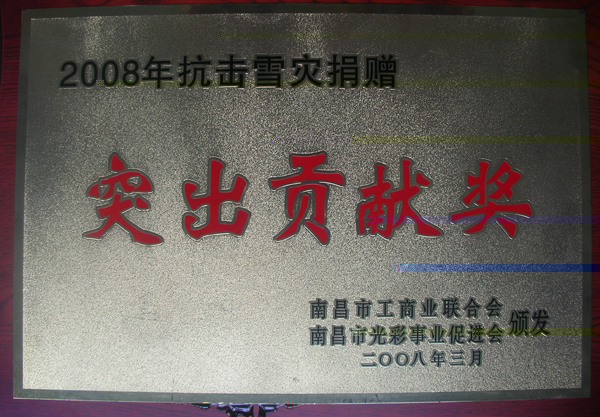 2008年抗击雪灾捐赠
突出贡献奖
南昌市工商业联合会
南昌市光彩事业促进会 颁发
二〇〇八年三月